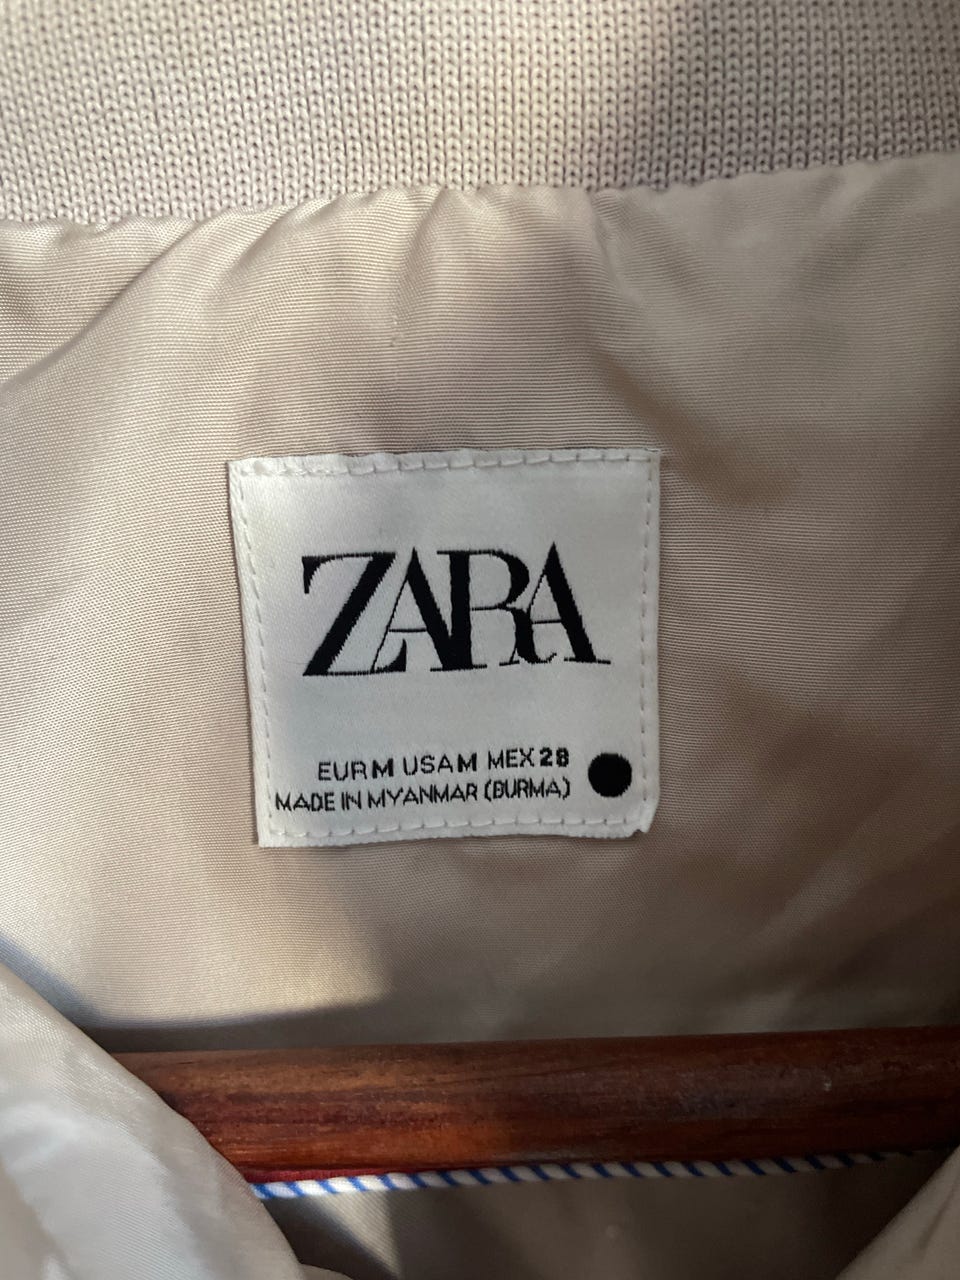 ZARA
EUR M USA M MEX 28
MADE IN MYANMAR (BURMA)